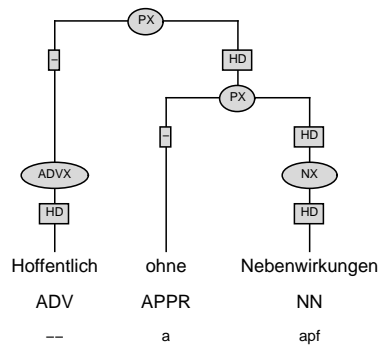 PX
– HD
PX
– HD
ADVX NX
HD HD
Hoffentlich ohne Nebenwirkungen
ADV APPR NN
−− a apf